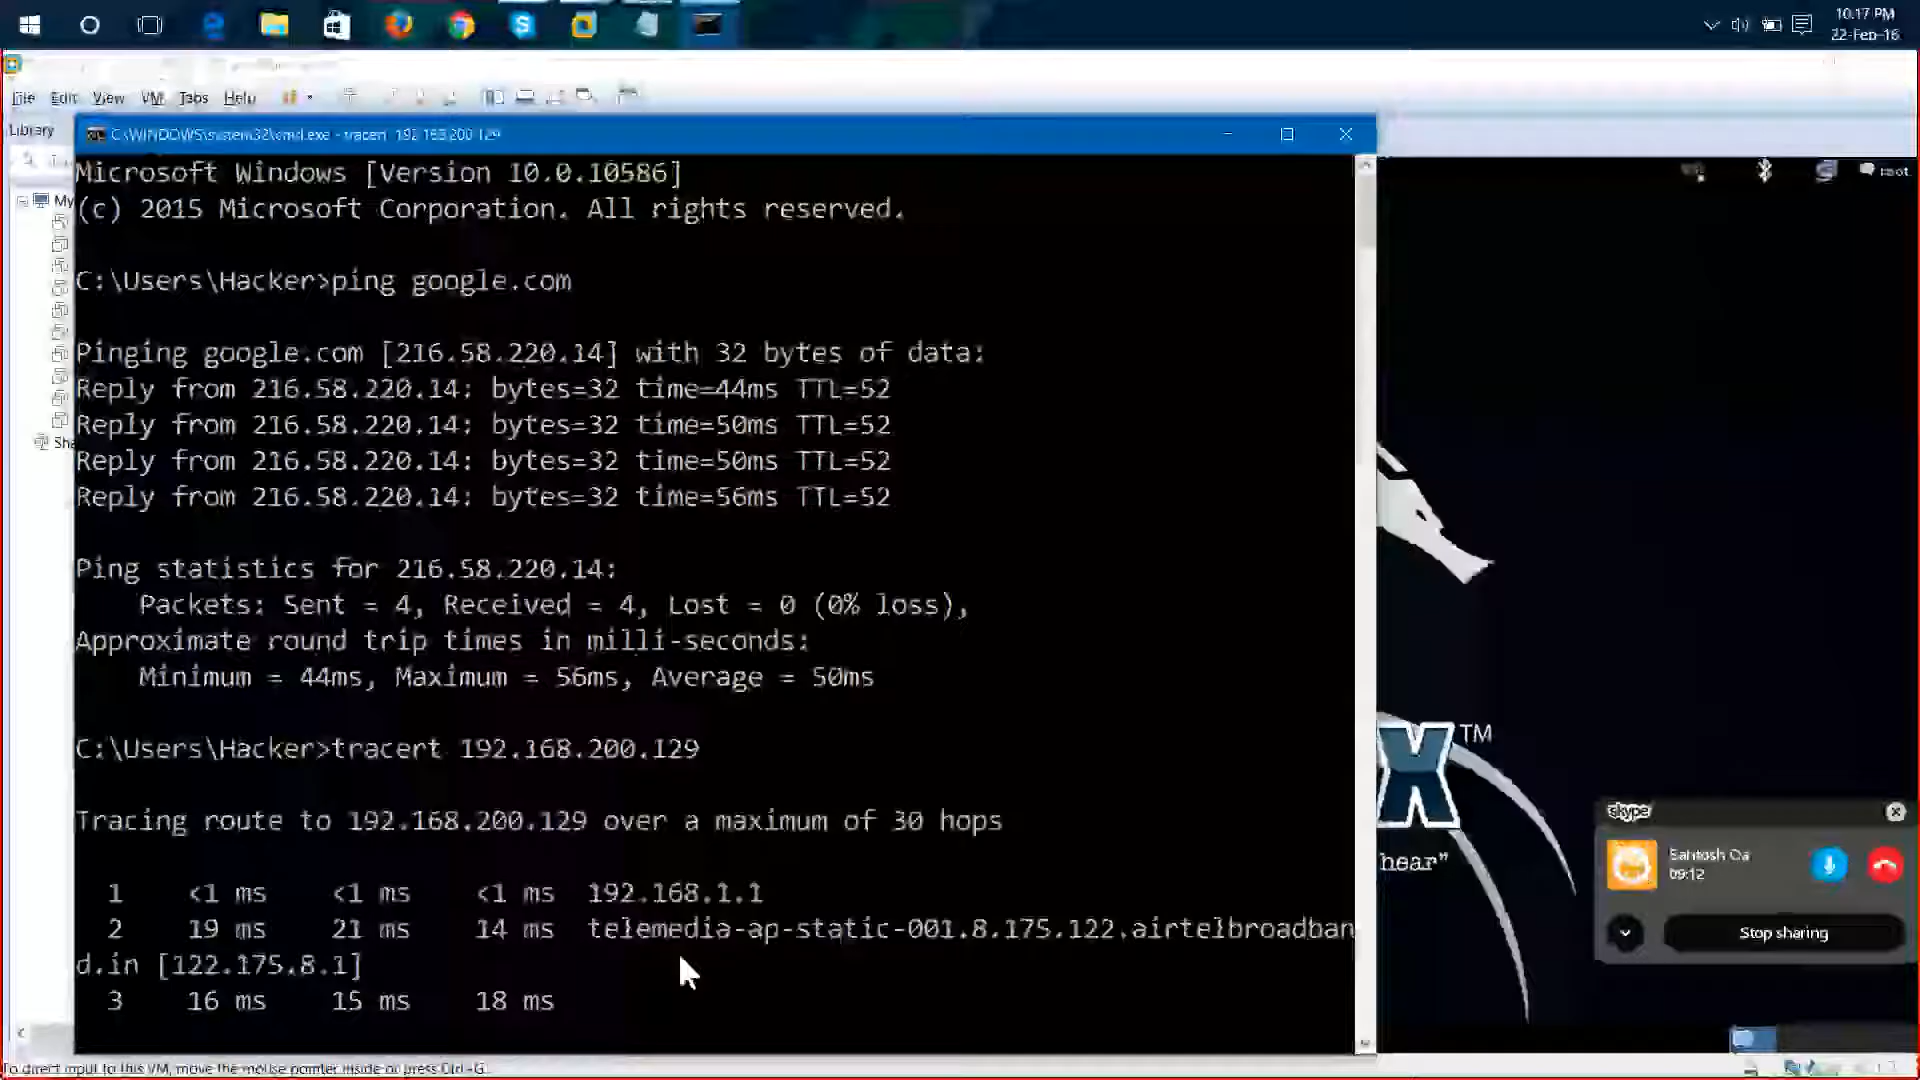 10:17 PM
22-Feb-16
File Edit View VM Tabs Help
Library
C:\WINDOWS\system32\cmd.exe - tracert 192.168.200.129
Microsoft Windows [Version 10.0.10586]
(c) 2015 Microsoft Corporation. All rights reserved.
root
My
C:\Users\Hacker>ping google.com
Pinging google.com [216.58.220.14] with 32 bytes of data:
Reply from 216.58.220.14: bytes=32 time=44ms TTL=52
Reply from 216.58.220.14: bytes=32 time=50ms TTL=52
Reply from 216.58.220.14: bytes=32 time=50ms TTL=52
Reply from 216.58.220.14: bytes=32 time=56ms TTL=52
Sha
Ping statistics for 216.58.220.14:
Packets: Sent = 4, Received = 4, Lost = 0 (0% loss),
Approximate round trip times in milli-seconds:
Minimum = 44ms, Maximum = 56ms, Average = 50ms
C:\Users\Hacker>tracert 192.168.200.129
Tracing route to 192.168.200.129 over a maximum of 30 hops
1 <1 ms <1 ms <1 ms 192.168.1.1
2 19 ms 21 ms 14 ms telemedia-ap-static-001.8.175.122.airtelbroadban
d.in [122.175.8.1]
3 16 ms 15 ms 18 ms
X™
hear"
skype
Santosh
09:12
Stop sharing
To direct input to this VM, move the mouse pointer inside or press Ctrl+G.